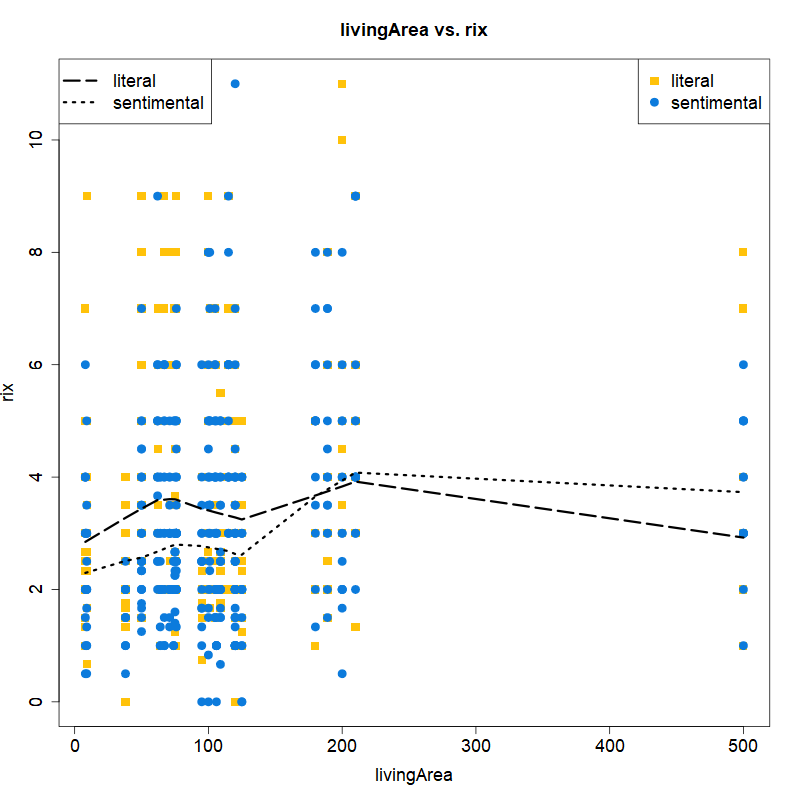 livingArea vs. rix
literal
sentimental
literal
sentimental
rix
10
8
6
4
2
0
0 100 200 300 400 500
livingArea